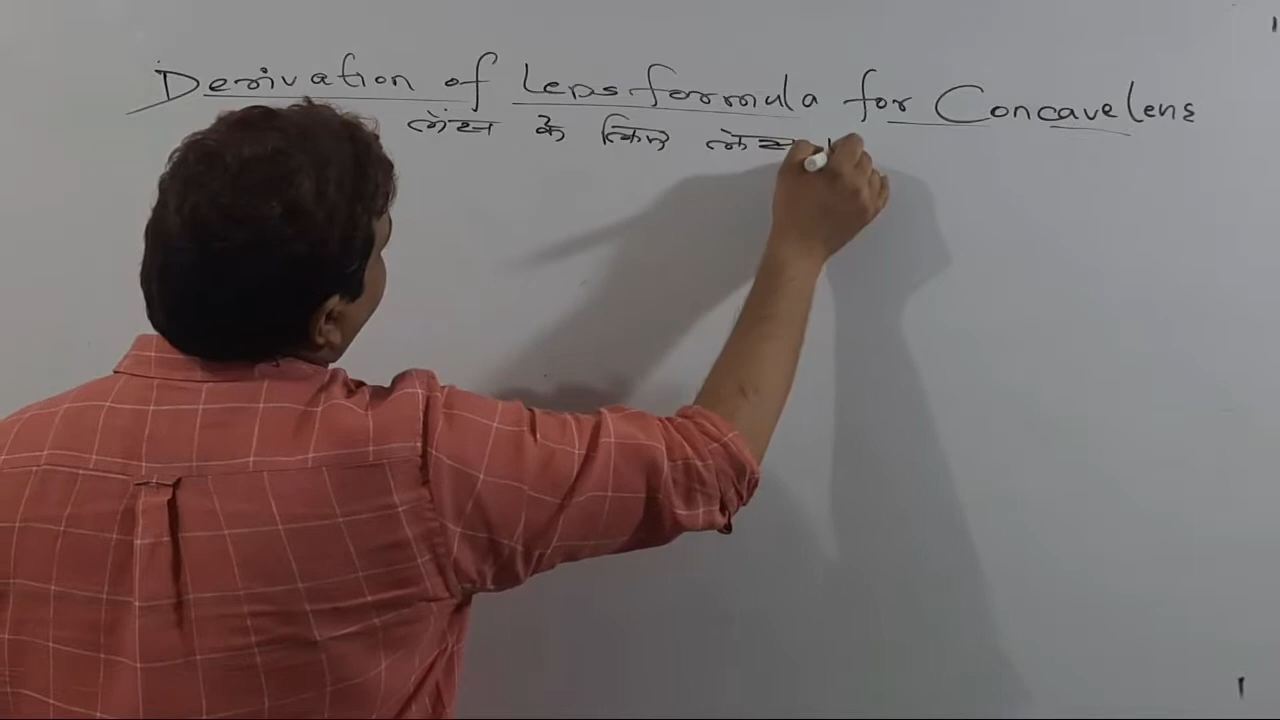 Derivation of Lens formula for Concave lens
लेंस के लिए लेंस